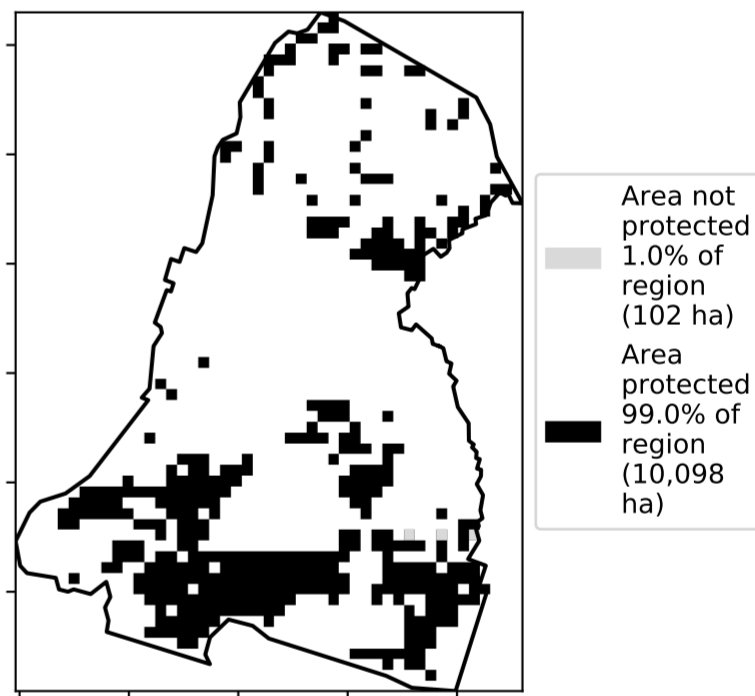 Area not
protected
1.0% of
region
(102 ha)
Area
protected
99.0% of
region
(10,098
ha)